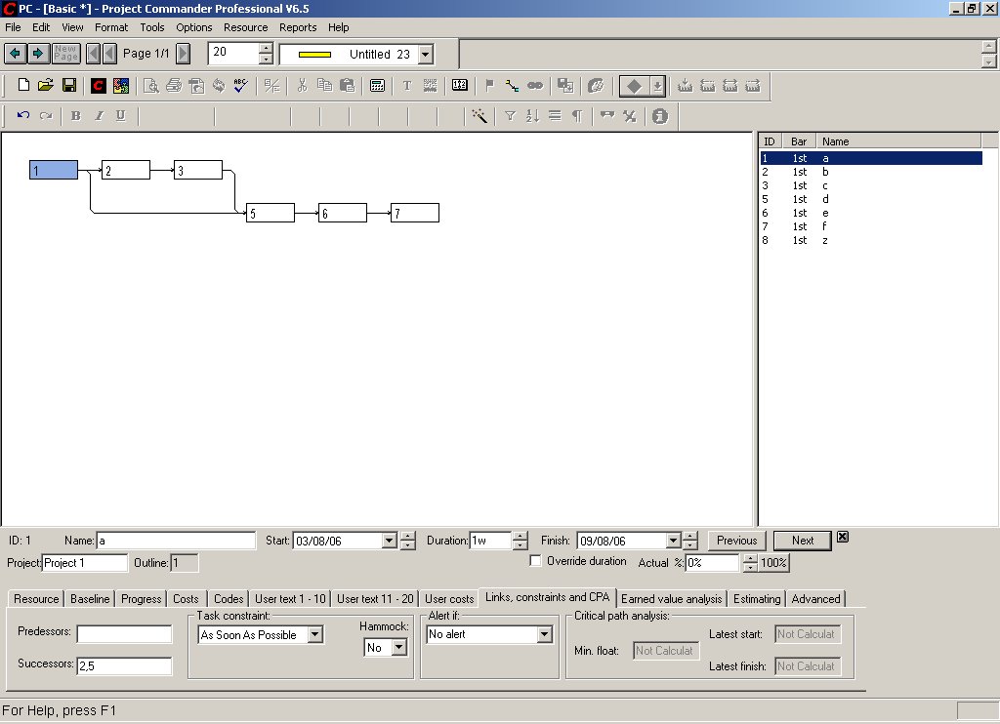 PC - [Basic *] - Project Commander Professional V6.5
File Edit View Format Tools Options Resource Reports Help
New Page Page 1/1 20 Untitled 23
B I U
1 2 3
5 6 7
ID Bar Name
1 1st a
2 1st b
3 1st c
5 1st d
6 1st e
7 1st f
8 1st z
ID: 1 Name: a Start: 03/08/06 Duration: 1w Finish: 09/08/06 Previous Next
Project: Project 1 Outline: 1 Override duration Actual %: 0% 100%
Resource Baseline Progress Costs Codes User text 1 - 10 User text 11 - 20 User costs Links, constraints and CPA Earned value analysis Estimating Advanced
Task constraint: Alert if: Critical path analysis:
Predessors: As Soon As Possible Hammock: No alert Latest start: Not Calculat
No Min. float: Not Calculat
Successors: 2,5 Latest finish: Not Calculat
For Help, press F1